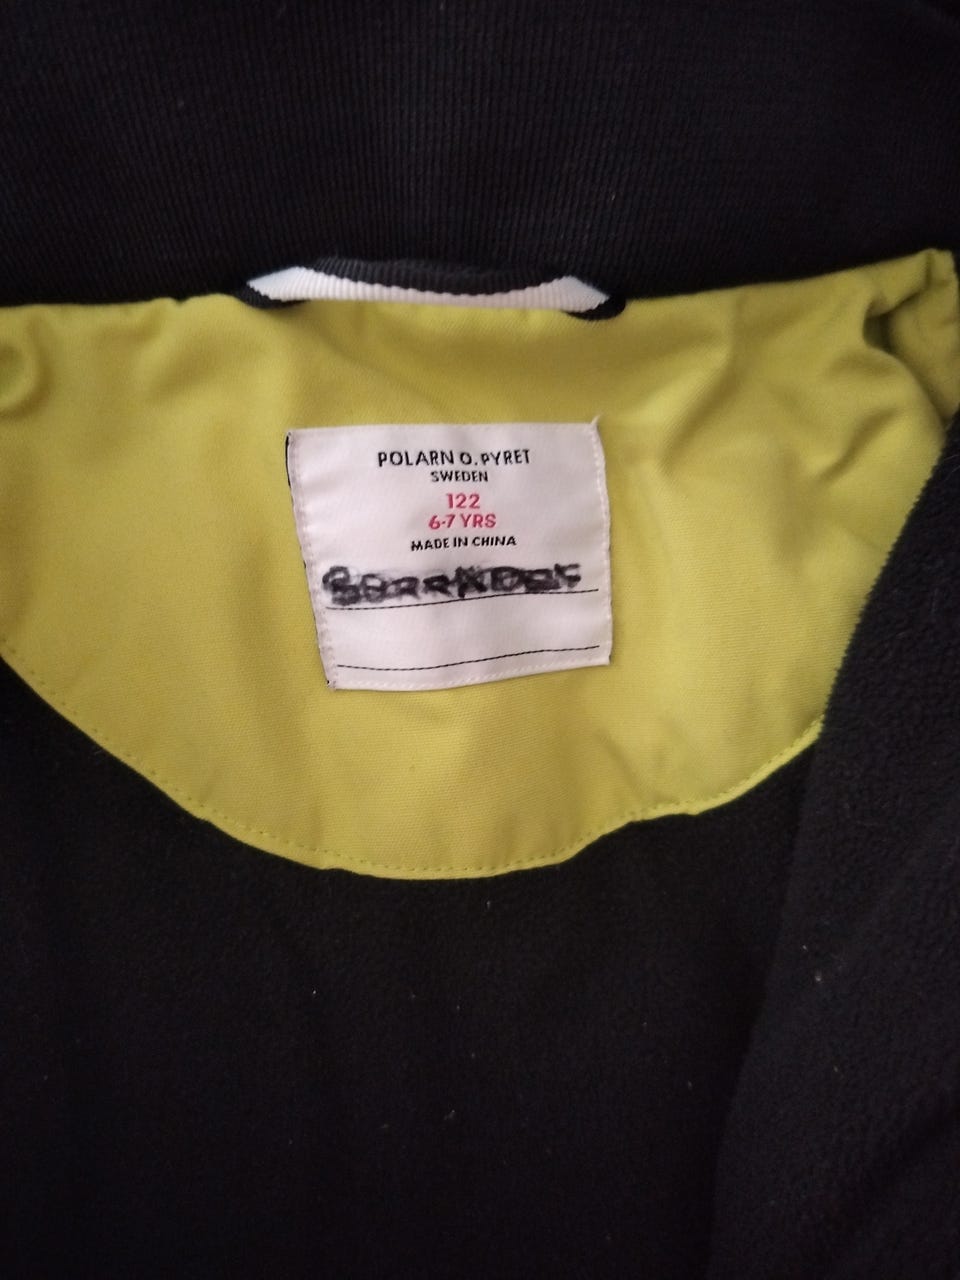 POLARN O. PYRET
SWEDEN
122
6-7 YRS
MADE IN CHINA